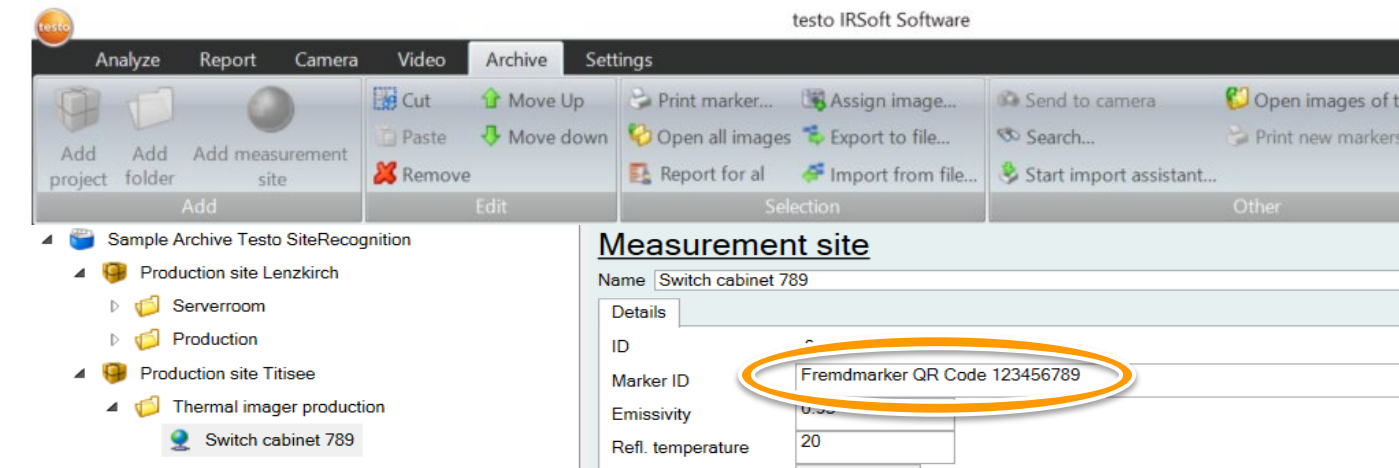 testo
testo IRSoft Software
Analyze Report Camera Video Archive Settings
Cut Move Up Print marker... Assign image... Send to camera Open images of t
Add project Add folder Add measurement site Paste Move down Open all images Export to file... Search... Print new markers
Remove Report for al Import from file... Start import assistant...
Add Edit Selection Other
Sample Archive Testo SiteRecognition
Production site Lenzkirch
Serverroom
Production
Production site Titisee
Thermal imager production
Switch cabinet 789
Measurement site
Name Switch cabinet 789
Details
ID
Marker ID Fremdmarker QR Code 123456789
Emissivity
Refl. temperature 20